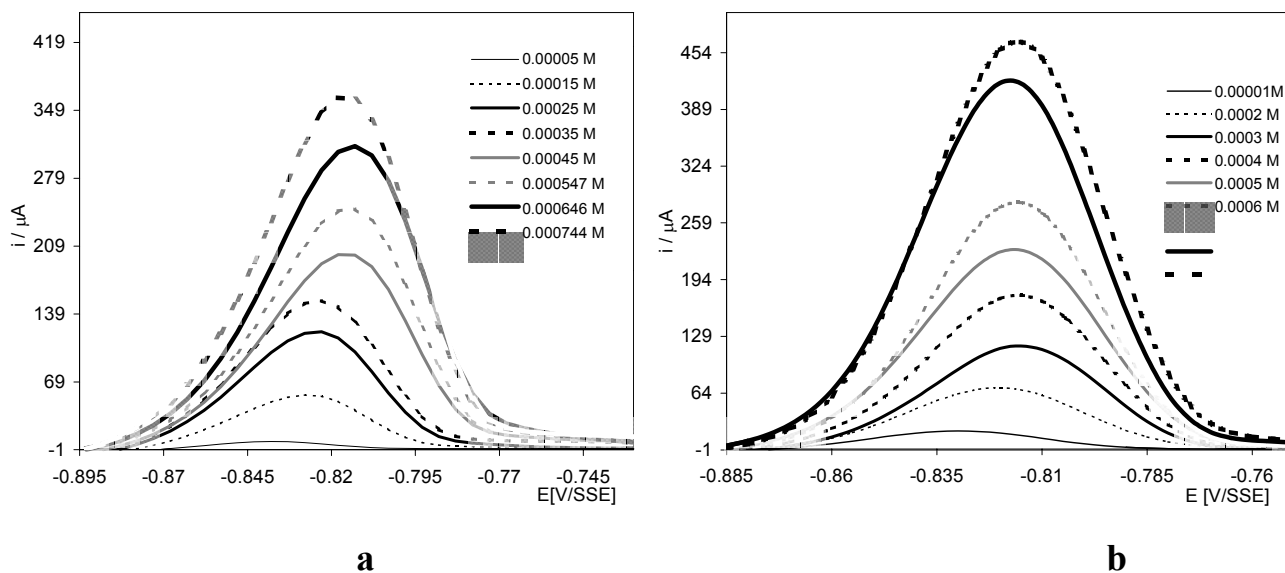 419
349
279
209
139
69
-1
i / µA
-0.895
-0.87
-0.845
-0.82
-0.795
-0.77
-0.745
E[V/SSE]
0.00005 M
0.00015 M
0.00025 M
0.00035 M
0.00045 M
0.000547 M
0.000646 M
0.000744 M
a
454
389
324
259
194
129
64
-1
i / µA
-0.885
-0.86
-0.835
-0.81
-0.785
-0.76
E [V/SSE]
0.00001M
0.0002 M
0.0003 M
0.0004 M
0.0005 M
0.0006 M
b